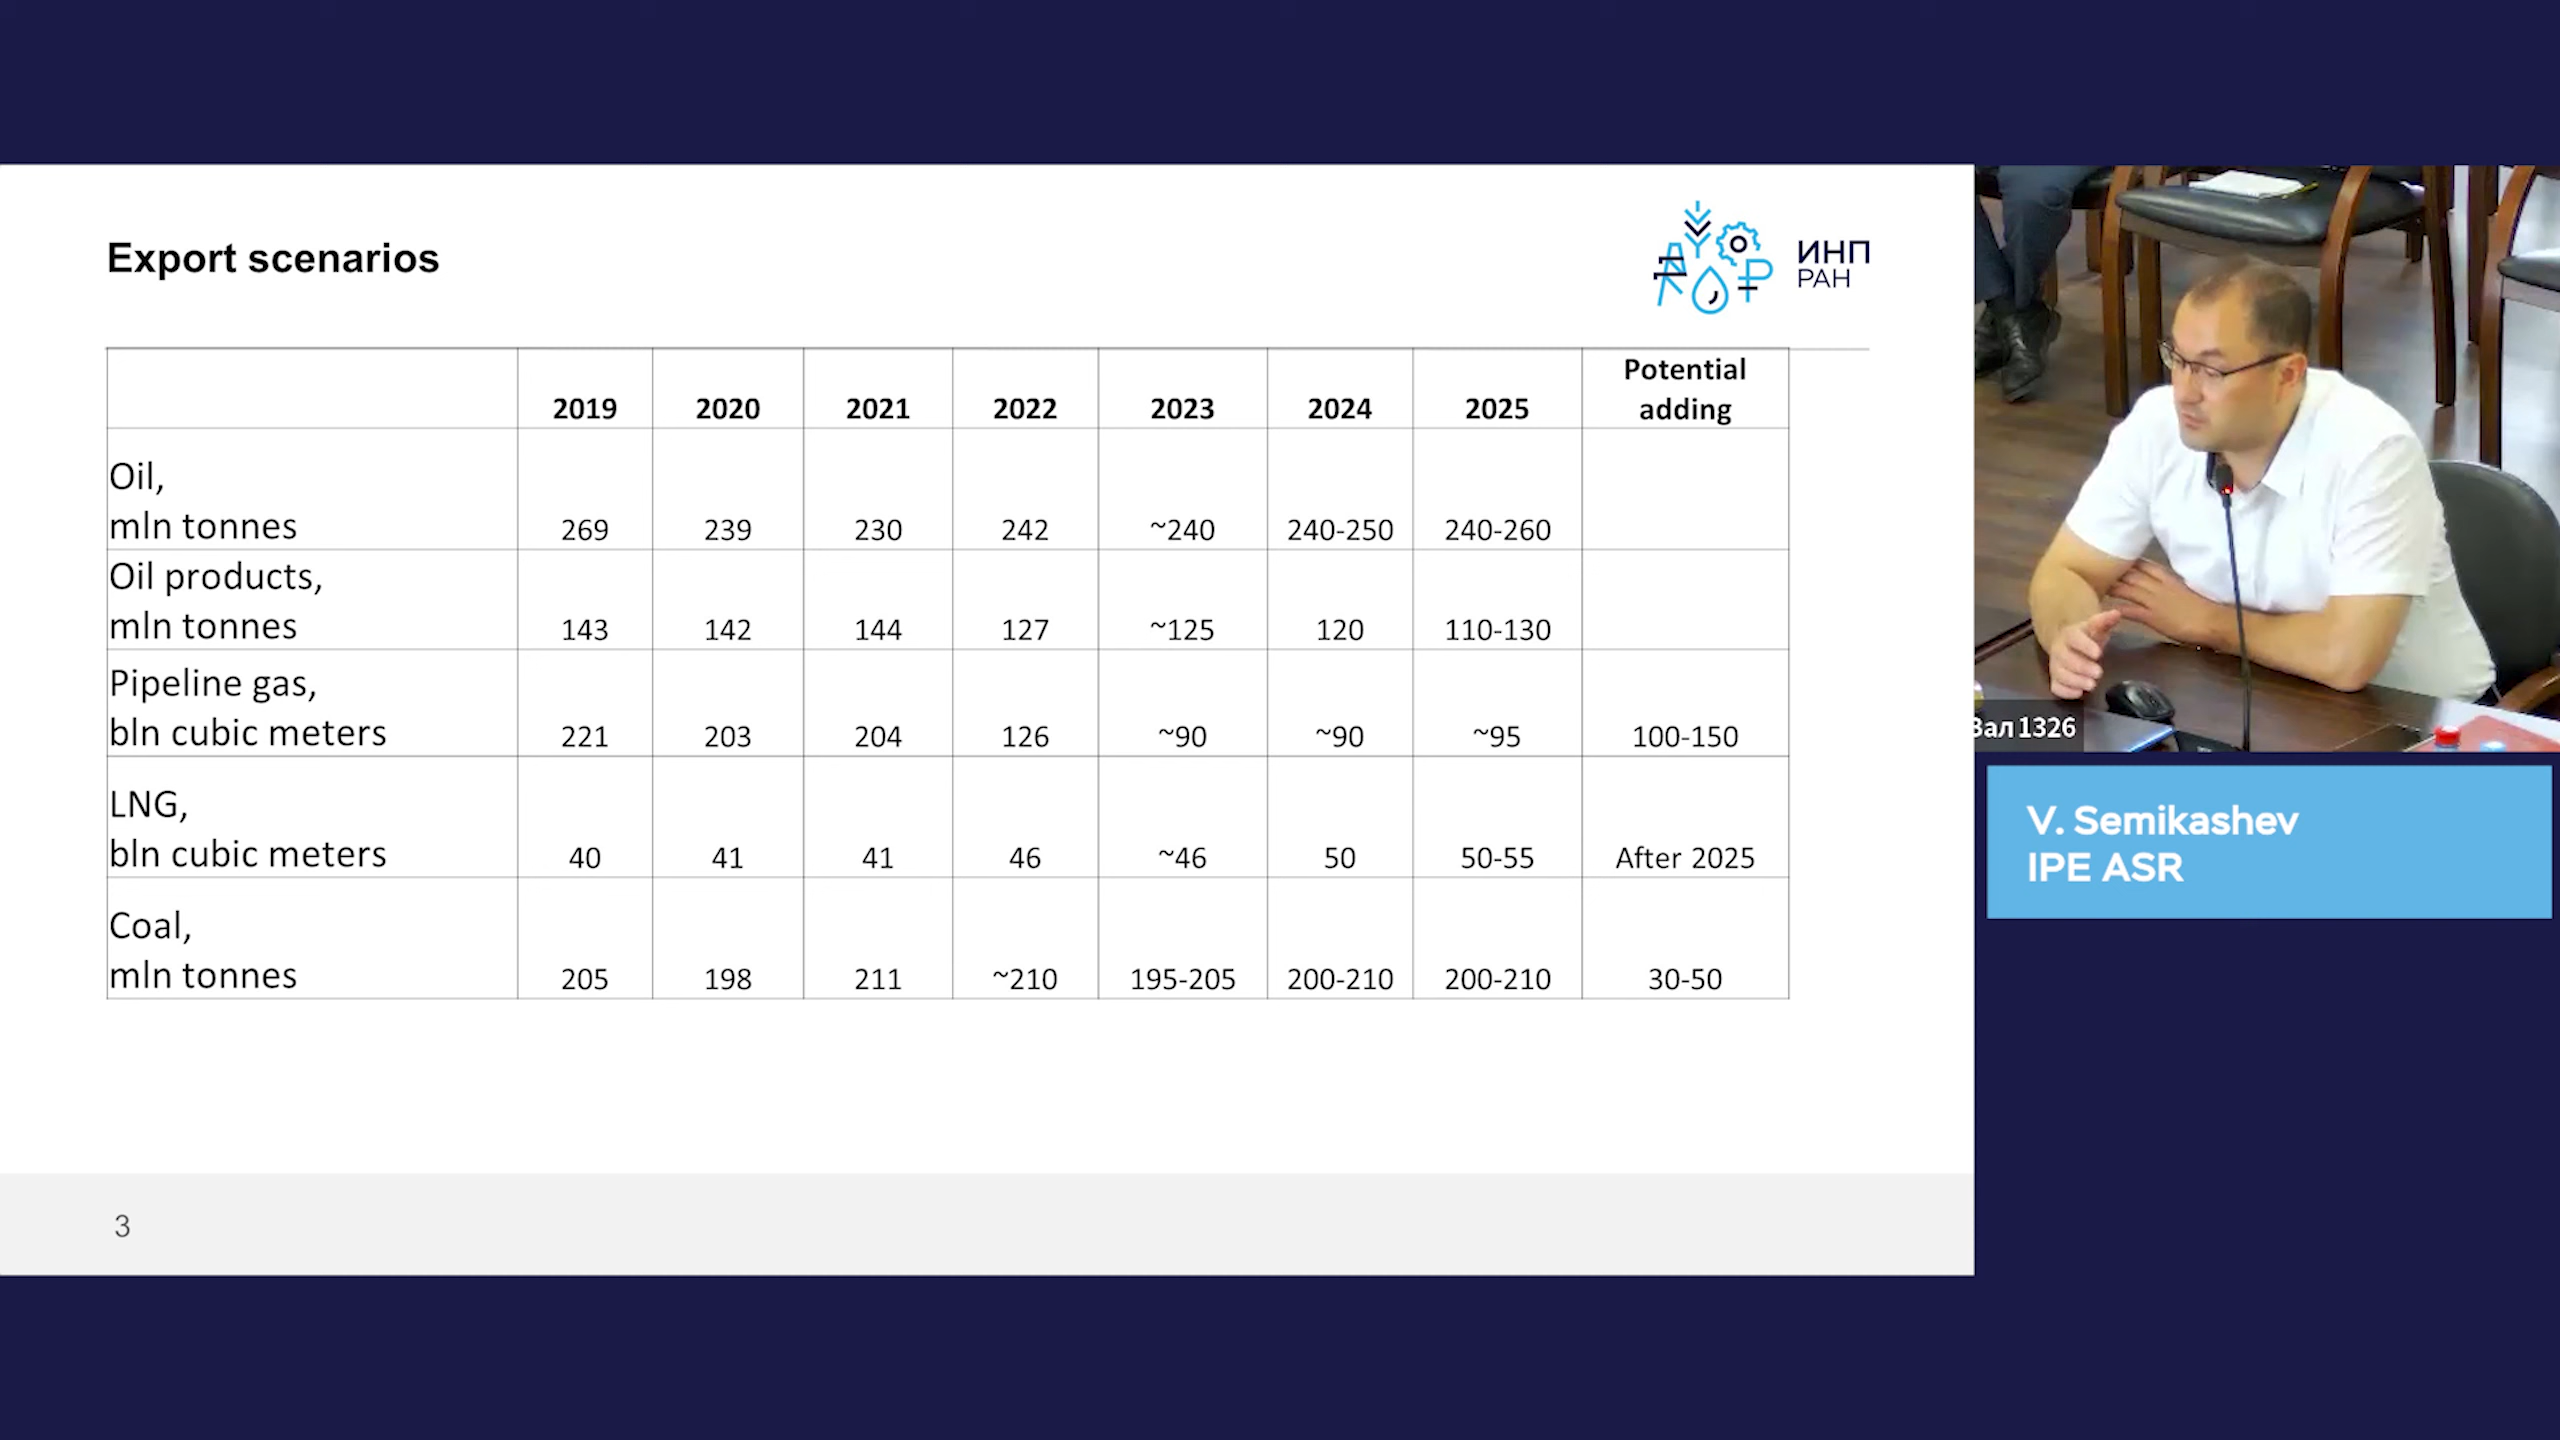 Export scenarios
ИНП
РАН
2019 2020 2021 2022 2023 2024 2025 Potential adding
Oil,
mln tonnes 269 239 230 242 ~240 240-250 240-260
Oil products,
mln tonnes 143 142 144 127 ~125 120 110-130
Pipeline gas,
bln cubic meters 221 203 204 126 ~90 ~90 ~95 100-150
LNG,
bln cubic meters 40 41 41 46 ~46 50 50-55 After 2025
Coal,
mln tonnes 205 198 211 ~210 195-205 200-210 200-210 30-50
3
Зал 1326
V. Semikashev
IPE ASR